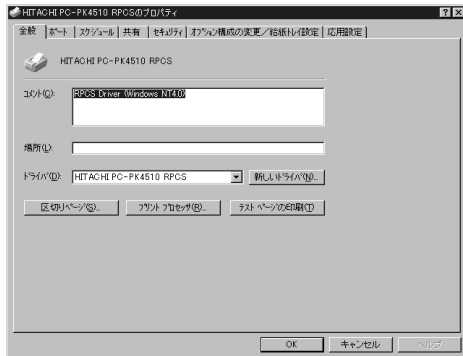 HITACHI PC-PK4510 RPCSのプロパティ
全般 ポート スケジュール 共有 セキュリティ オプション構成の変更/給紙トレイ設定 応用設定
HITACHI PC-PK4510 RPCS
コメント(C): RPCS Driver (Windows NT4.0)
場所(L):
ドライバ(D): HITACHI PC-PK4510 RPCS 新しいドライバ(N)...
区切りページ(S)... プリント プロセッサ(R)... テスト ページの印刷(T)
OK キャンセル ヘルプ